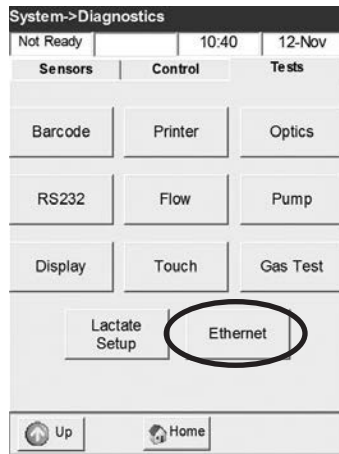 System->Diagnostics
Not Ready 10:40 12-Nov
Sensors Control Tests
Barcode Printer Optics
RS232 Flow Pump
Display Touch Gas Test
Lactate Setup Ethernet
Up Home